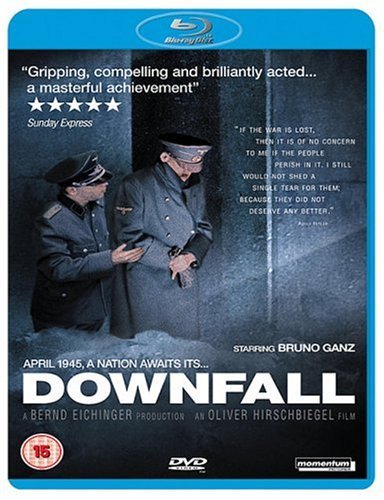 Blu-ray Disc
"Gripping, compelling and brilliantly acted...
a masterful achievement"
★★★★★
Sunday Express
"IF THE WAR IS LOST,
THEN IT IS OF NO CONCERN
TO ME IF THE PEOPLE
PERISH IN IT. I STILL
WOULD NOT SHED A
SINGLE TEAR FOR THEM;
BECAUSE THEY DID NOT
DESERVE ANY BETTER."
ADOLF HITLER
STARRING BRUNO GANZ
APRIL 1945, A NATION AWAITS ITS...
DOWNFALL
A BERND EICHINGER PRODUCTION AN OLIVER HIRSCHBIEGEL FILM
15
DVD
VIDEO
momentum